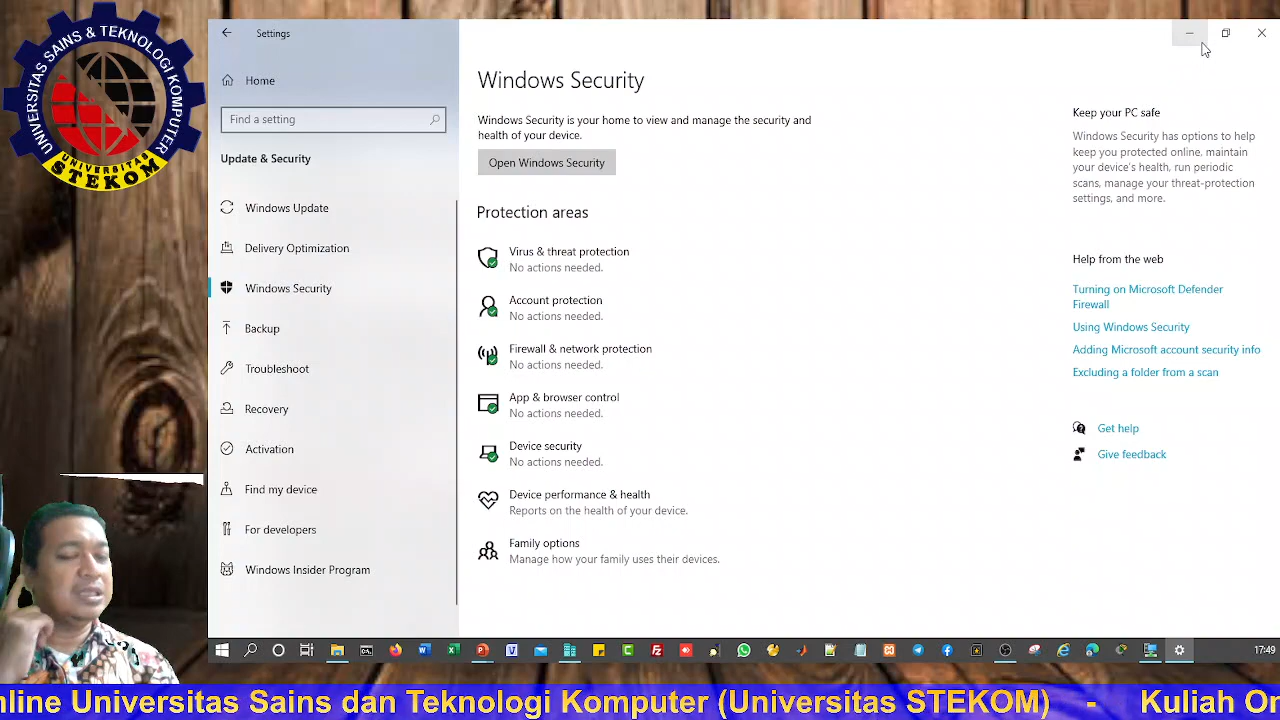 UNIVERSITAS SAINS & TEKNOLOGI KOMPUTER
UNIVERSITAS
STEKOM
Settings
Home
Find a setting
Update & Security
Windows Update
Delivery Optimization
Windows Security
Backup
Troubleshoot
Recovery
Activation
Find my device
For developers
Windows Insider Program
Windows Security
Windows Security is your home to view and manage the security and
health of your device.
Open Windows Security
Protection areas
Virus & threat protection
No actions needed.
Account protection
No actions needed.
Firewall & network protection
No actions needed.
App & browser control
No actions needed.
Device security
No actions needed.
Device performance & health
Reports on the health of your device.
Family options
Manage how your family uses their devices.
Keep your PC safe
Windows Security has options to help
keep you protected online, maintain
your device's health, run periodic
scans, manage your threat-protection
settings, and more.
Help from the web
Turning on Microsoft Defender
Firewall
Using Windows Security
Adding Microsoft account security info
Excluding a folder from a scan
Get help
Give feedback
17:49
nline Universitas Sains dan Teknologi Komputer (Universitas STEKOM) - Kuliah On